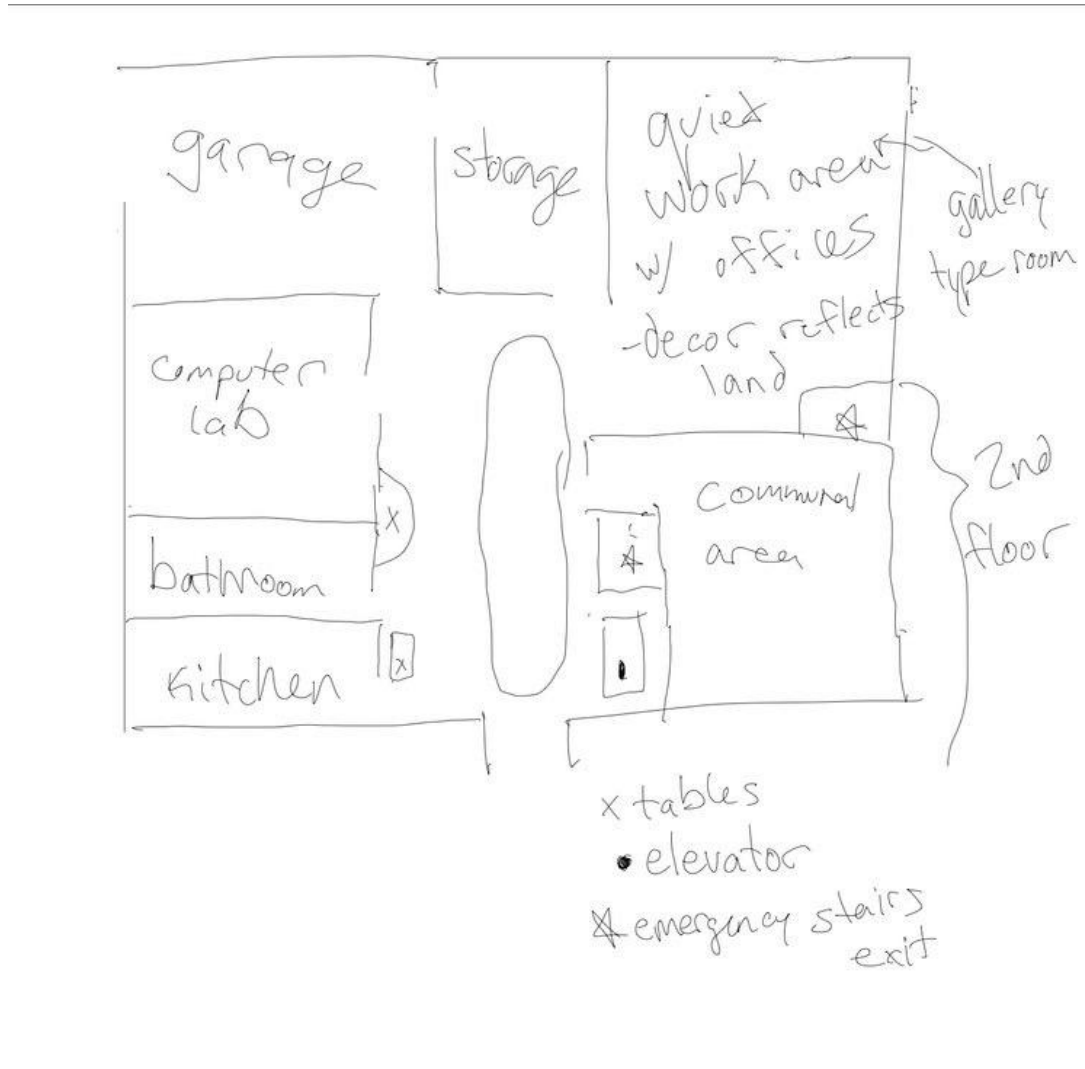 garage
storage
quiet
work area
w/ offices
-decor reflects
land
gallery
type room
computer
lab
x
communal
area
2nd
floor
bathroom
kitchen
x
x tables
• elevator
☆ emergency stairs
exit